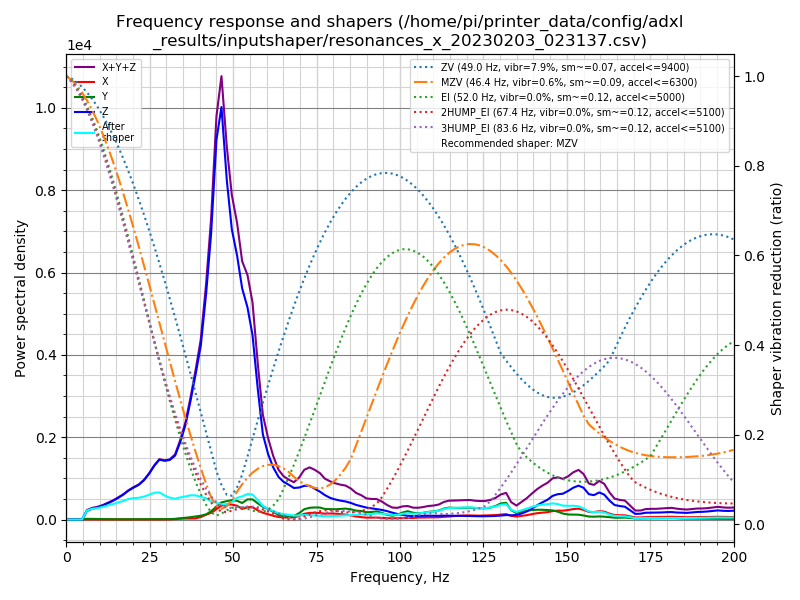 Frequency response and shapers (/home/pi/printer_data/config/adxl
_results/inputshaper/resonances_x_20230203_023137.csv)
1e4
X+Y+Z
X
Y
Z
After
shaper
ZV (49.0 Hz, vibr=7.9%, sm~=0.07, accel<=9400)
MZV (46.4 Hz, vibr=0.6%, sm~=0.09, accel<=6300)
EI (52.0 Hz, vibr=0.0%, sm~=0.12, accel<=5000)
2HUMP_EI (67.4 Hz, vibr=0.0%, sm~=0.12, accel<=5100)
3HUMP_EI (83.6 Hz, vibr=0.0%, sm~=0.12, accel<=5100)
Recommended shaper: MZV
Power spectral density
1.0
0.8
0.6
0.4
0.2
0.0
Shaper vibration reduction (ratio)
1.0
0.8
0.6
0.4
0.2
0.0
0 25 50 75 100 125 150 175 200
Frequency, Hz